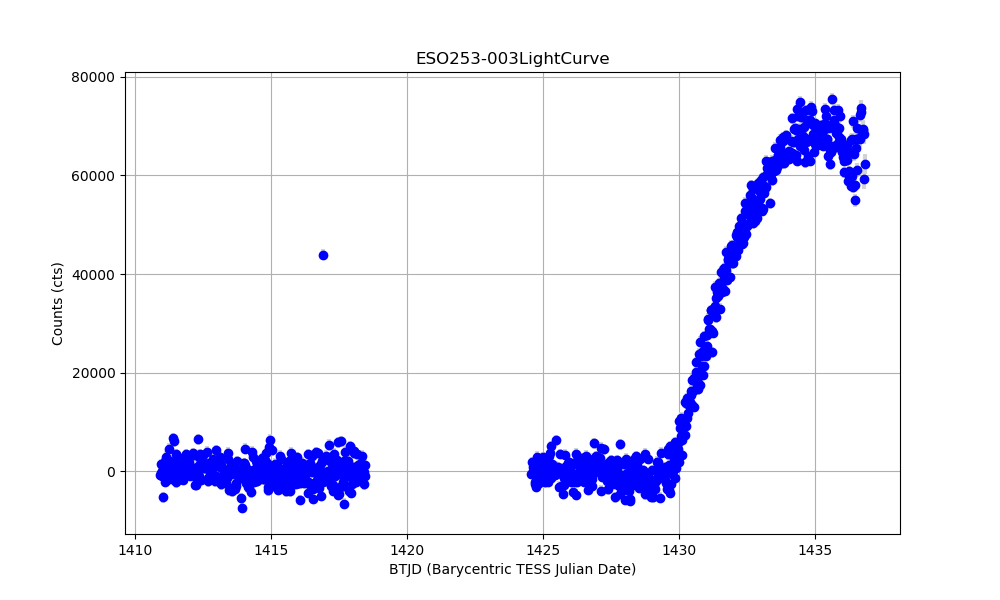 ESO253-003LightCurve
80000
60000
40000
20000
0
Counts (cts)
1410 1415 1420 1425 1430 1435
BTJD (Barycentric TESS Julian Date)